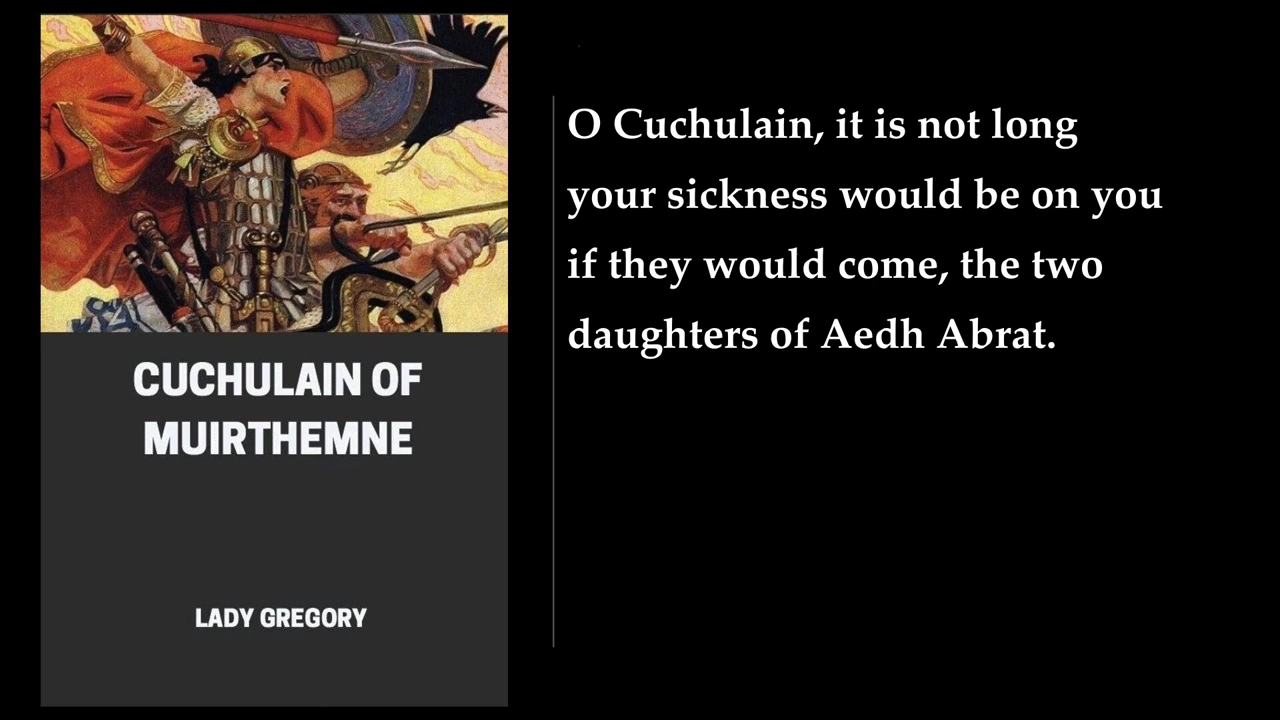 CUCHULAIN OF
MUIRTHEMNE
LADY GREGORY
O Cuchulain, it is not long
your sickness would be on you
if they would come, the two
daughters of Aedh Abrat.